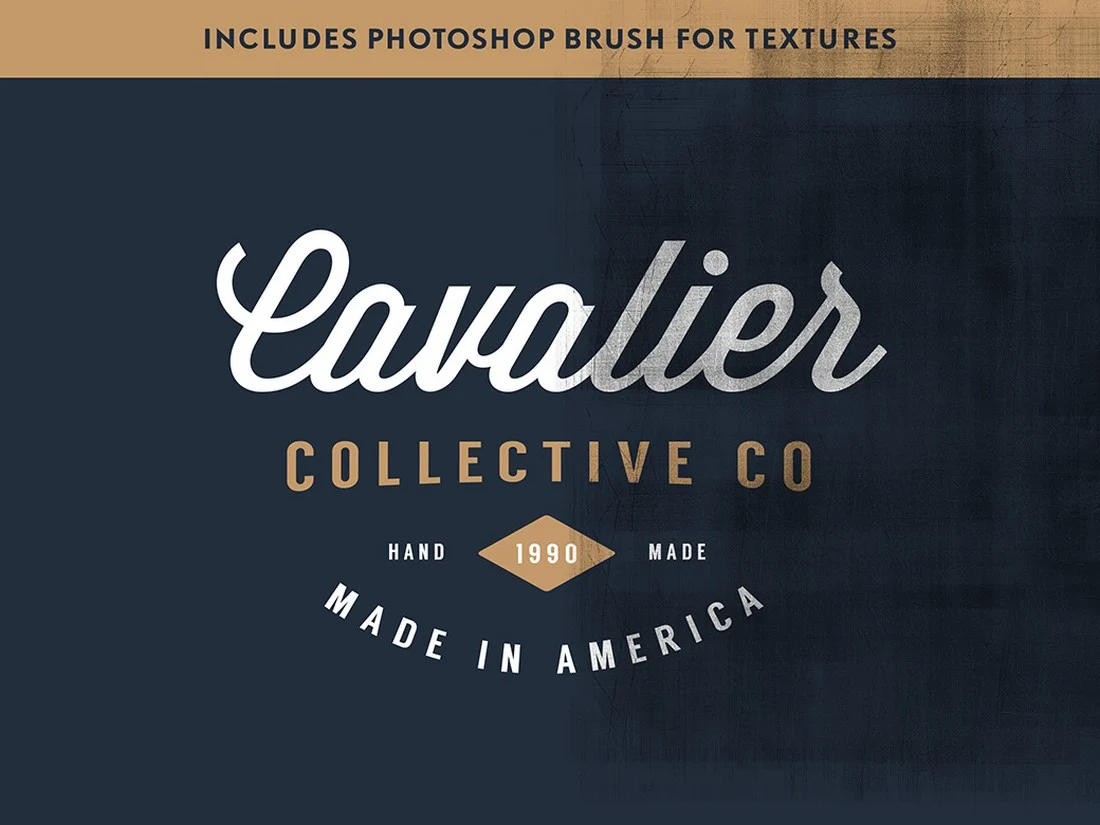 INCLUDES PHOTOSHOP BRUSH FOR TEXTURES
Cavalier
COLLECTIVE CO
HAND 1990 MADE
MADE IN AMERICA